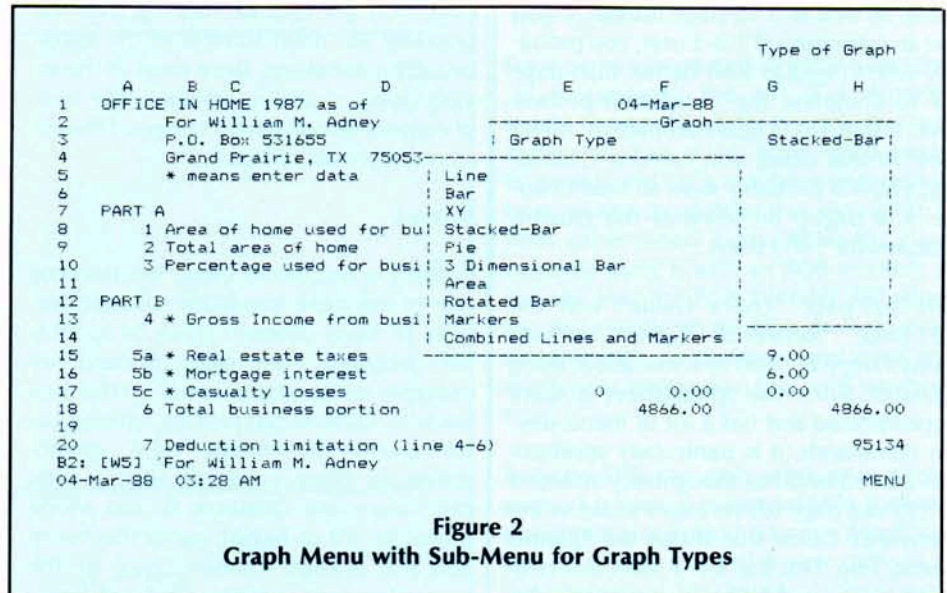 Type of Graph
A B C D E F G H
1 OFFICE IN HOME 1987 as of 04-Mar-88
2 For William M. Adney Graph
3 P.O. Box 531655 Graph Type Stacked-Bar
4 Grand Prairie, TX 75053
5 * means enter data Line
6 Bar
7 PART A XY
8 1 Area of home used for bu Stacked-Bar
9 2 Total area of home Pie
10 3 Percentage used for busi 3 Dimensional Bar
11 Area
12 PART B Rotated Bar
13 4 * Gross Income from busi Markers
14 Combined Lines and Markers
15 5a * Real estate taxes 9.00
16 5b * Mortgage interest 6.00
17 5c * Casualty losses 0 0.00 0.00
18 6 Total business portion 4866.00 4866.00
19
20 7 Deduction limitation (line 4-6) 95134
B2: [W5] 'For William M. Adney
04-Mar-88 03:28 AM MENU
Figure 2
Graph Menu with Sub-Menu for Graph Types